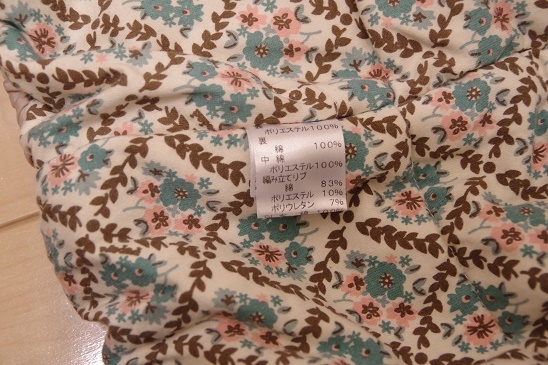 ポリエステル100%
裏 綿 100%
中 綿
ポリエステル100%
編み立てリブ
綿 83%
ポリエステル 10%
ポリウレタン 7%